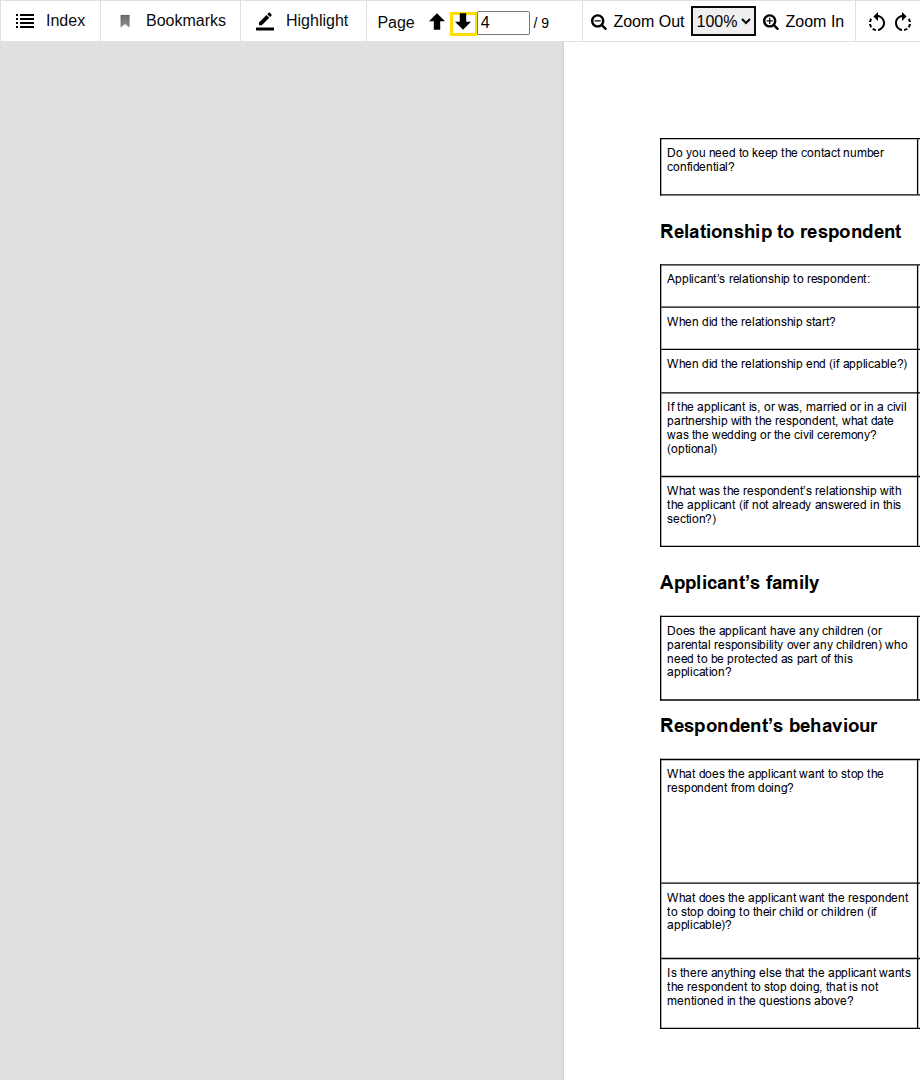 Index Bookmarks Highlight Page 4 / 9 Zoom Out 100% Zoom In
Do you need to keep the contact number
confidential?
Relationship to respondent
Applicant’s relationship to respondent:
When did the relationship start?
When did the relationship end (if applicable?)
If the applicant is, or was, married or in a civil
partnership with the respondent, what date
was the wedding or the civil ceremony?
(optional)
What was the respondent’s relationship with
the applicant (if not already answered in this
section?)
Applicant’s family
Does the applicant have any children (or
parental responsibility over any children) who
need to be protected as part of this
application?
Respondent’s behaviour
What does the applicant want to stop the
respondent from doing?
What does the applicant want the respondent
to stop doing to their child or children (if
applicable)?
Is there anything else that the applicant wants
the respondent to stop doing, that is not
mentioned in the questions above?